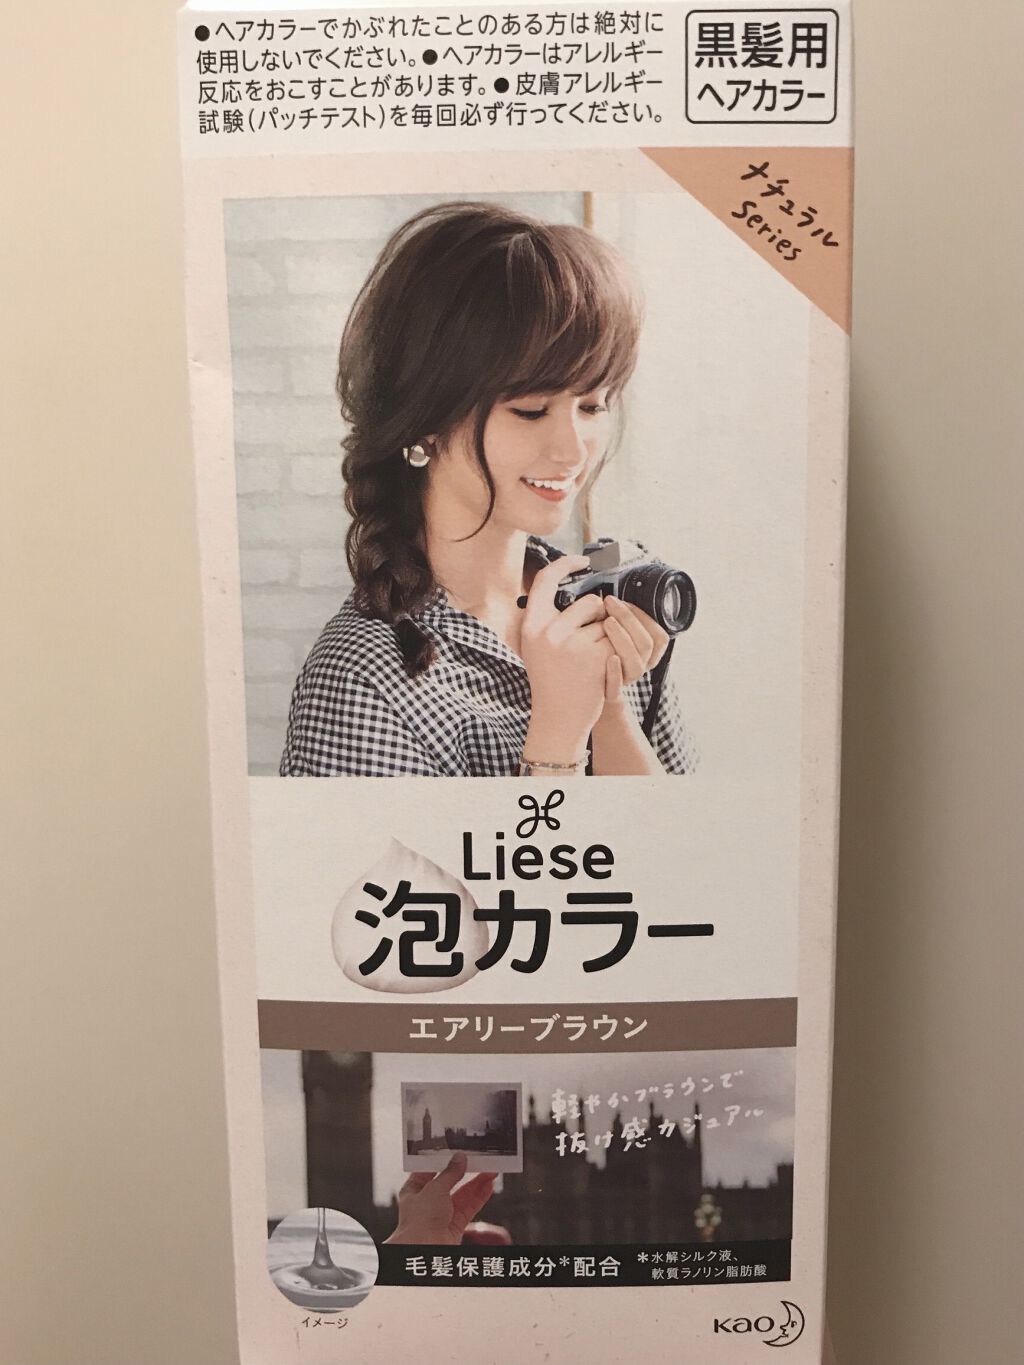 ●ヘアカラーでかぶれたことのある方は絶対に
使用しないでください。●ヘアカラーはアレルギー
反応をおこすことがあります。●皮膚アレルギー
試験(パッチテスト)を毎回必ず行ってください。
黒髪用
ヘアカラー
ナチュラル
Series
Liese
泡カラー
エアリーブラウン
軽やかブラウンで
抜け感カジュアル
毛髪保護成分*配合
*水解シルク液、
軟質ラノリン脂肪酸
イメージ
Kao